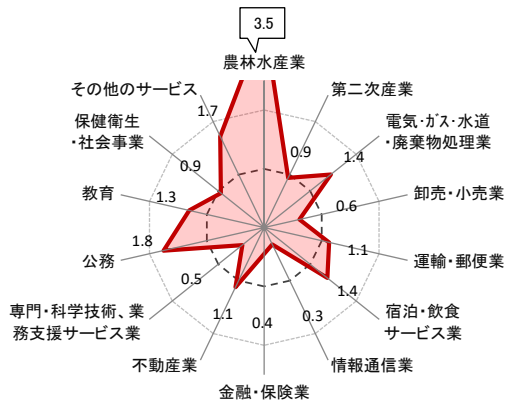 3.5
農林水産業
その他のサービス
第二次産業
1.7
保健衛生
・社会事業
電気・ガス・水道
・廃棄物処理業
0.9
1.4
0.9
教育
1.3
卸売・小売業
0.6
1.8
1.1
公務
運輸・郵便業
0.5
1.4
専門・科学技術、業
務支援サービス業
宿泊・飲食
サービス業
1.1
0.4
0.3
不動産業
情報通信業
金融・保険業